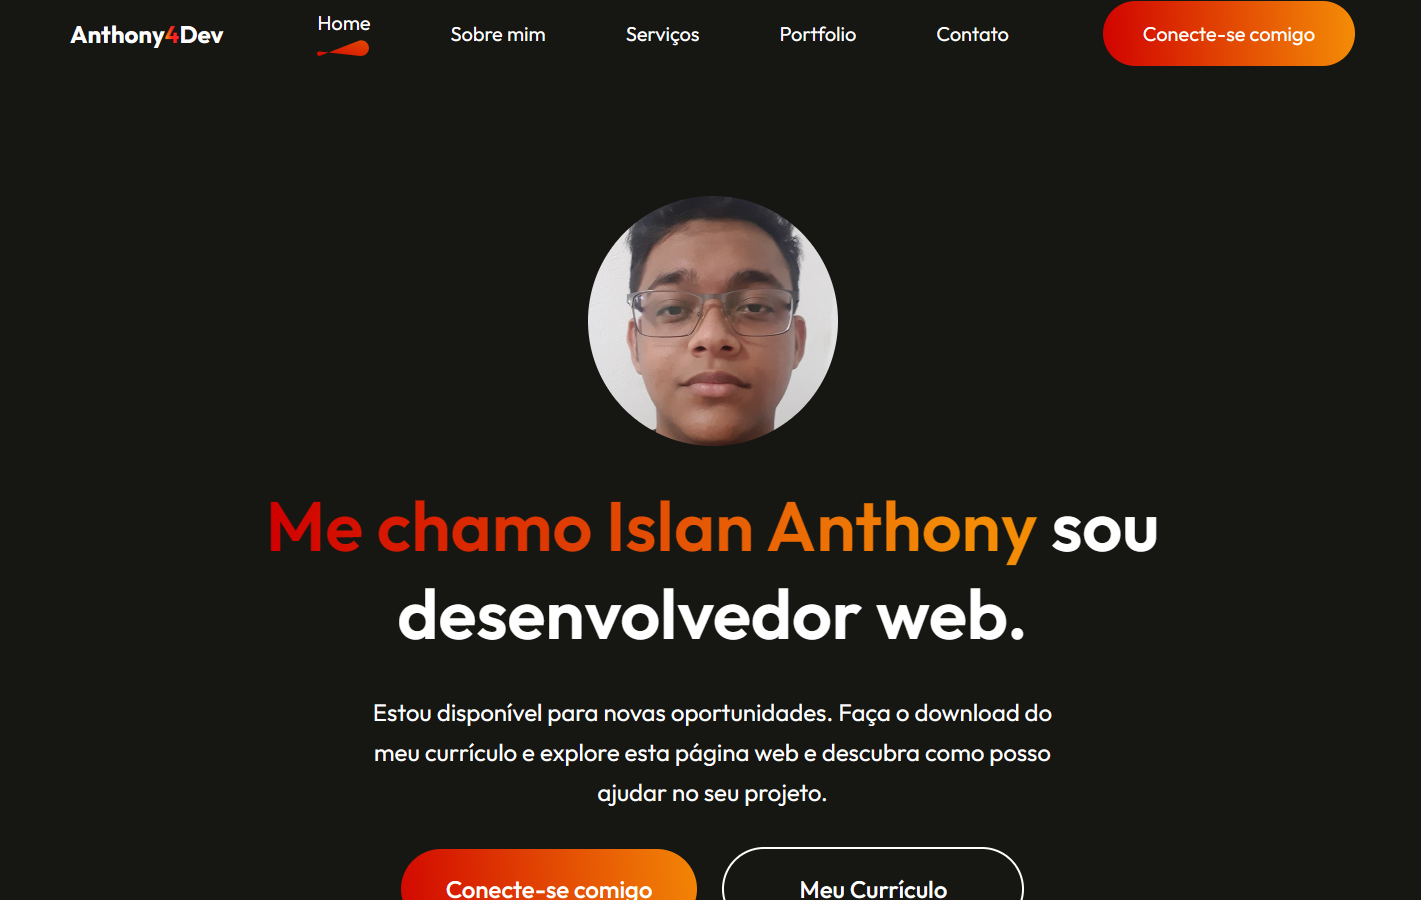 Anthony4Dev
Home
Sobre mim
Serviços
Portfolio
Contato
Conecte-se comigo
Me chamo Islan Anthony sou
desenvolvedor web.
Estou disponível para novas oportunidades. Faça o download do
meu currículo e explore esta página web e descubra como posso
ajudar no seu projeto.
Conecte-se comigo
Meu Currículo